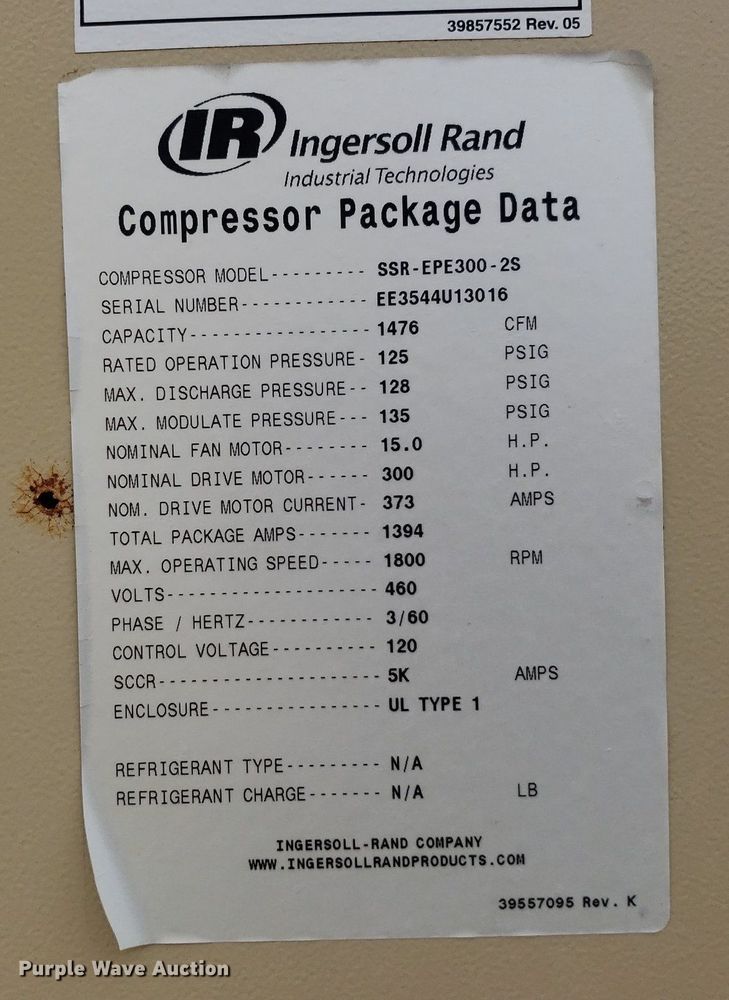 39857552 Rev. 05
IR Ingersoll Rand
Industrial Technologies
Compressor Package Data
COMPRESSOR MODEL--------- SSR-EPE300-2S
SERIAL NUMBER------------ EE3544U13016
CAPACITY----------------- 1476 CFM
RATED OPERATION PRESSURE- 125 PSIG
MAX. DISCHARGE PRESSURE-- 128 PSIG
MAX. MODULATE PRESSURE--- 135 PSIG
NOMINAL FAN MOTOR-------- 15.0 H.P.
NOMINAL DRIVE MOTOR------ 300 H.P.
NOM. DRIVE MOTOR CURRENT- 373 AMPS
TOTAL PACKAGE AMPS------- 1394
MAX. OPERATING SPEED----- 1800 RPM
VOLTS-------------------- 460
PHASE / HERTZ------------ 3/60
CONTROL VOLTAGE---------- 120
SCCR--------------------- 5K AMPS
ENCLOSURE---------------- UL TYPE 1
REFRIGERANT TYPE--------- N/A
REFRIGERANT CHARGE------- N/A LB
INGERSOLL-RAND COMPANY
WWW.INGERSOLLRANDPRODUCTS.COM
39557095 Rev. K
Purple Wave Auction